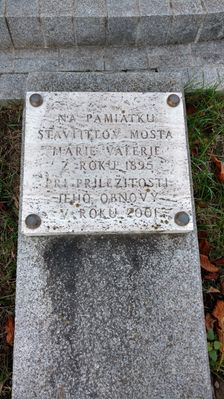 NA PAMIATKU
STAVITEĽOV MOSTA
MÁRIE VALÉRIE
Z ROKU 1895
PRI PRÍLEŽITOSTI
JEHO OBNOVY
V ROKU 2001